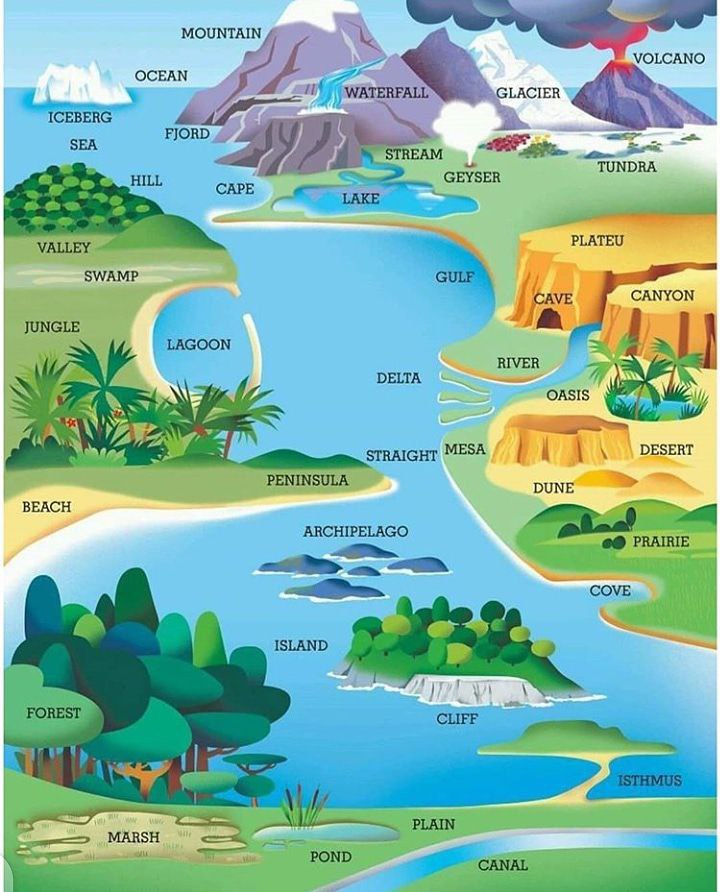 MOUNTAIN
VOLCANO
OCEAN
WATERFALL
GLACIER
ICEBERG
FJORD
SEA
STREAM
TUNDRA
GEYSER
HILL
CAPE
LAKE
VALLEY
PLATEU
SWAMP
GULF
CAVE
CANYON
JUNGLE
LAGOON
RIVER
DELTA
OASIS
STRAIGHT
MESA
DESERT
PENINSULA
DUNE
BEACH
ARCHIPELAGO
PRAIRIE
COVE
ISLAND
FOREST
CLIFF
ISTHMUS
PLAIN
MARSH
POND
CANAL